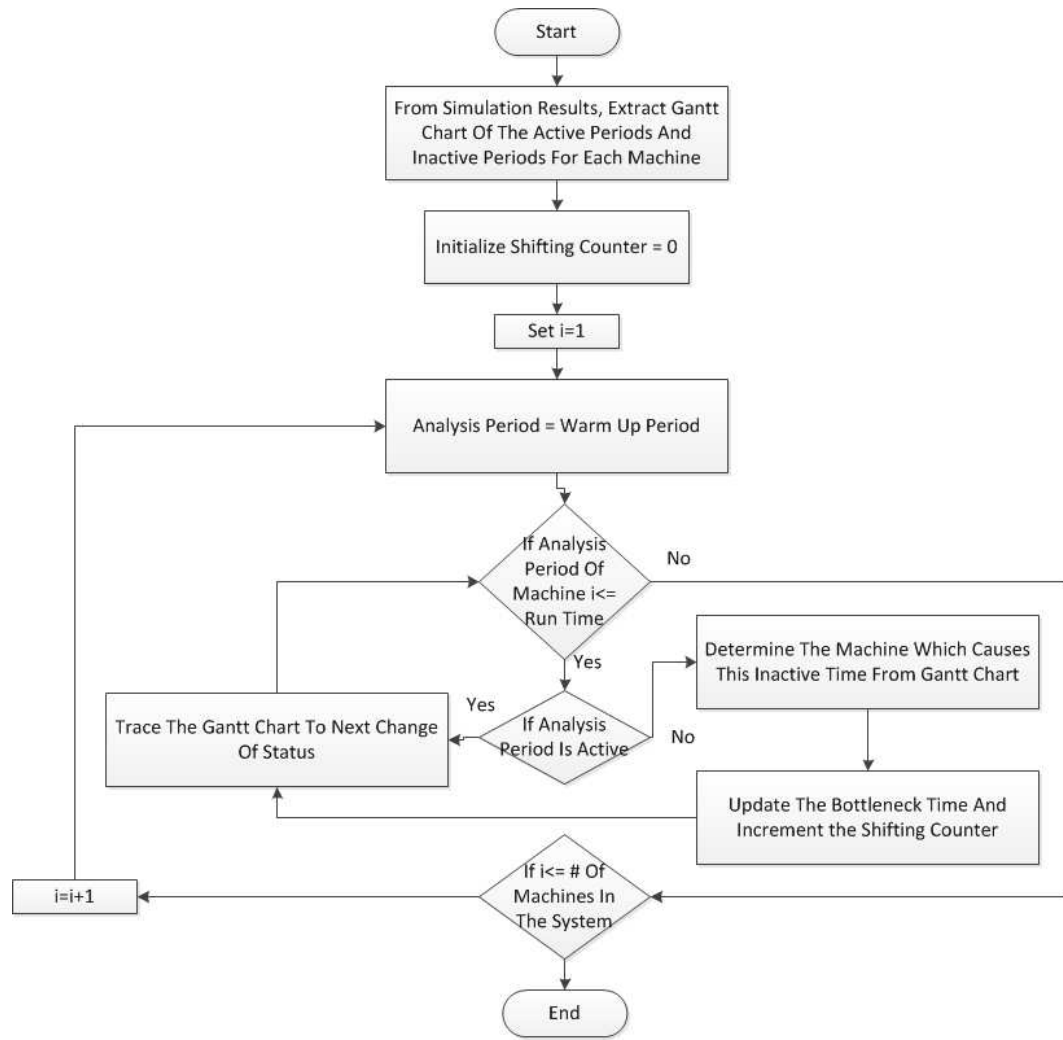 Start
From Simulation Results, Extract Gantt
Chart Of The Active Periods And
Inactive Periods For Each Machine
Initialize Shifting Counter = 0
Set i=1
Analysis Period = Warm Up Period
If Analysis
Period Of
Machine i<=
Run Time
No
Yes
Determine The Machine Which Causes
This Inactive Time From Gantt Chart
If Analysis
Period Is Active
Yes
No
Trace The Gantt Chart To Next Change
Of Status
Update The Bottleneck Time And
Increment the Shifting Counter
If i<= # Of
Machines In
The System
i=i+1
End